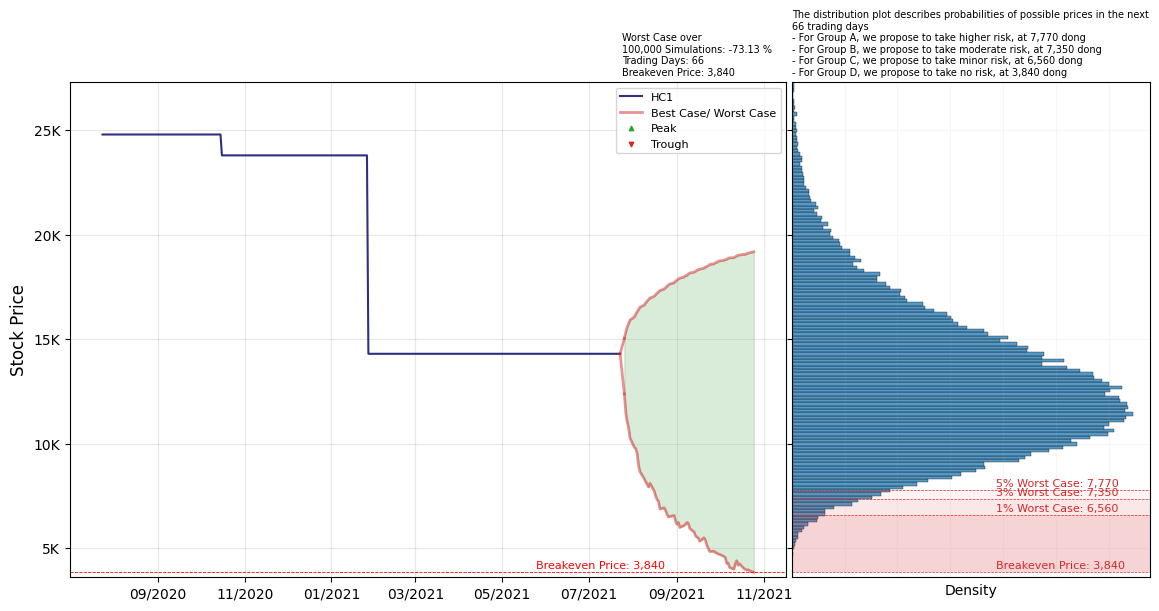 The distribution plot describes probabilities of possible prices in the next
66 trading days
- For Group A, we propose to take higher risk, at 7,770 dong
- For Group B, we propose to take moderate risk, at 7,350 dong
- For Group C, we propose to take minor risk, at 6,560 dong
- For Group D, we propose to take no risk, at 3,840 dong
Worst Case over
100,000 Simulations: -73.13 %
Trading Days: 66
Breakeven Price: 3,840
HC1
Best Case/ Worst Case
Peak
Trough
Stock Price
25K
20K
15K
10K
5K
Breakeven Price: 3,840
09/2020
11/2020
01/2021
03/2021
05/2021
07/2021
09/2021
11/2021
5% Worst Case: 7,770
3% Worst Case: 7,350
1% Worst Case: 6,560
Breakeven Price: 3,840
Density